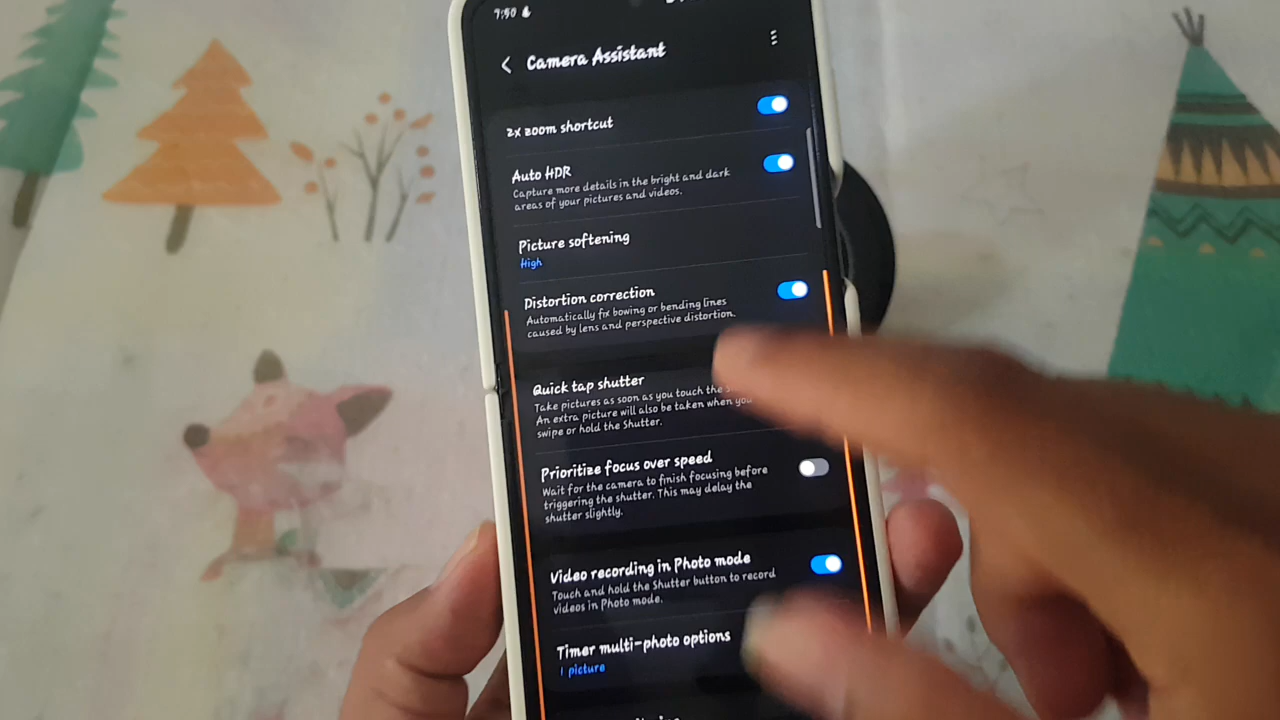 7:50
Camera Assistant
2x zoom shortcut
Auto HDR
Capture more details in the bright and dark
areas of your pictures and videos.
Picture softening
High
Distortion correction
Automatically fix bowing or bending lines
caused by lens and perspective distortion.
Quick tap shutter
Take pictures as soon as you touch the
An extra picture will also be taken when you
swipe or hold the Shutter.
Prioritize focus over speed
Wait for the camera to finish focusing before
triggering the shutter. This may delay the
shutter slightly.
Video recording in Photo mode
Touch and hold the Shutter button to record
videos in Photo mode.
Timer multi-photo options
1 picture